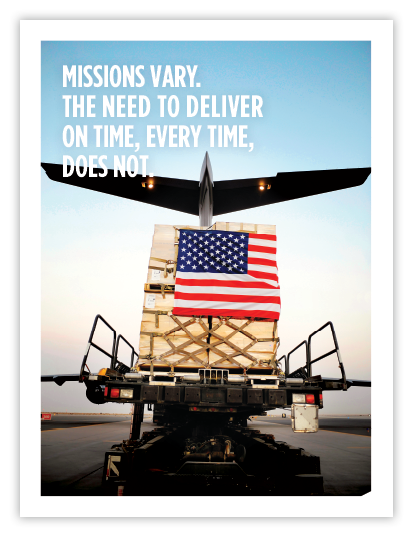 MISSIONS VARY.
THE NEED TO DELIVER
ON TIME, EVERY TIME,
DOES NOT.